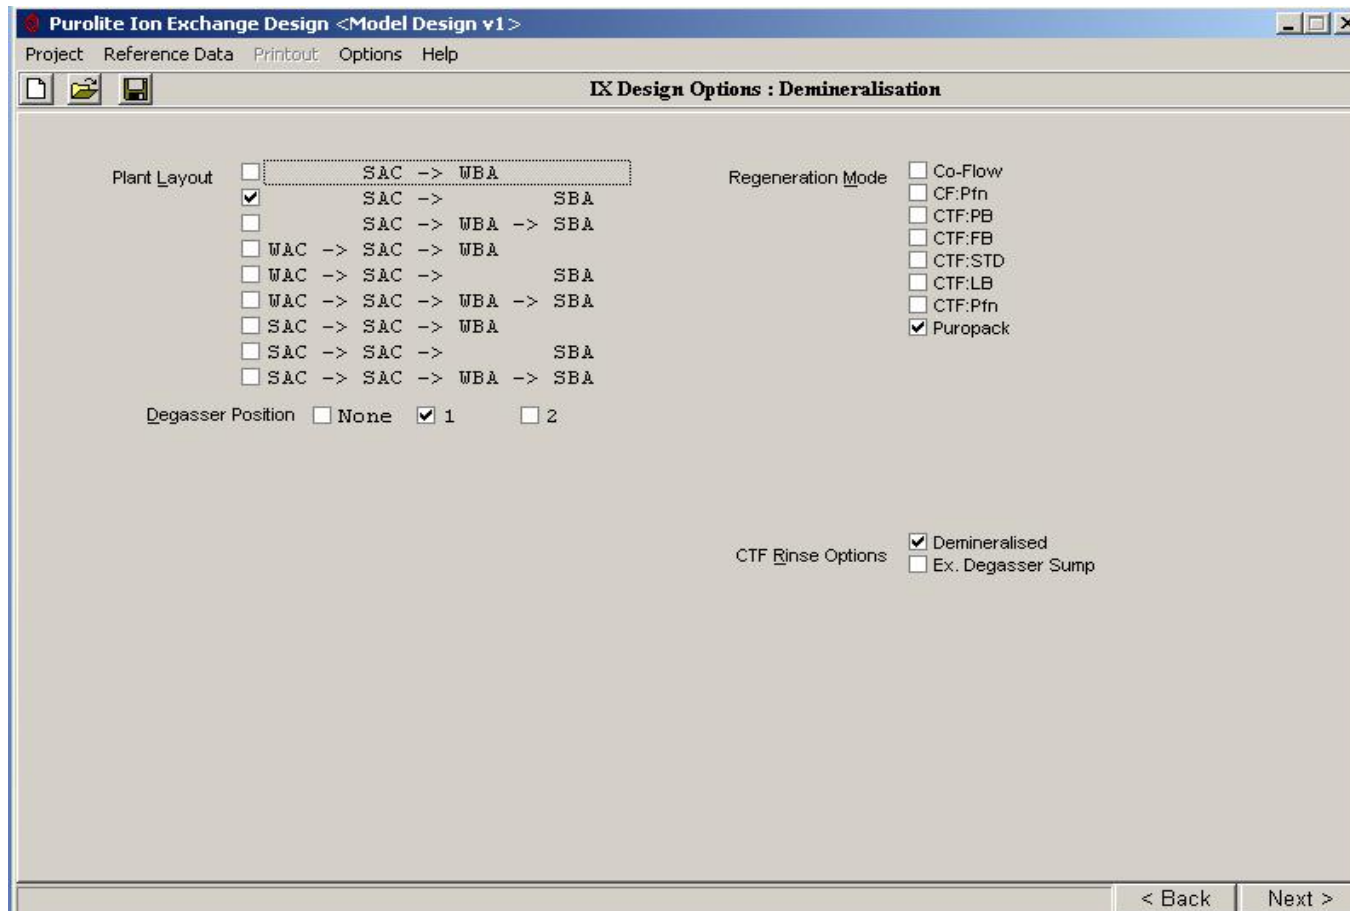 Purolite Ion Exchange Design <Model Design v1>
Project Reference Data Printout Options Help
IX Design Options : Demineralisation
Plant Layout
SAC -> WBA
SAC -> SBA
SAC -> WBA -> SBA
WAC -> SAC -> WBA
WAC -> SAC -> SBA
WAC -> SAC -> WBA -> SBA
SAC -> SAC -> WBA
SAC -> SAC -> SBA
SAC -> SAC -> WBA -> SBA
Degasser Position None 1 2
Regeneration Mode
Co-Flow
CF:Pfn
CTF:PB
CTF:FB
CTF:STD
CTF:LB
CTF:Pfn
Puropack
CTF Rinse Options
Demineralised
Ex. Degasser Sump
< Back Next >